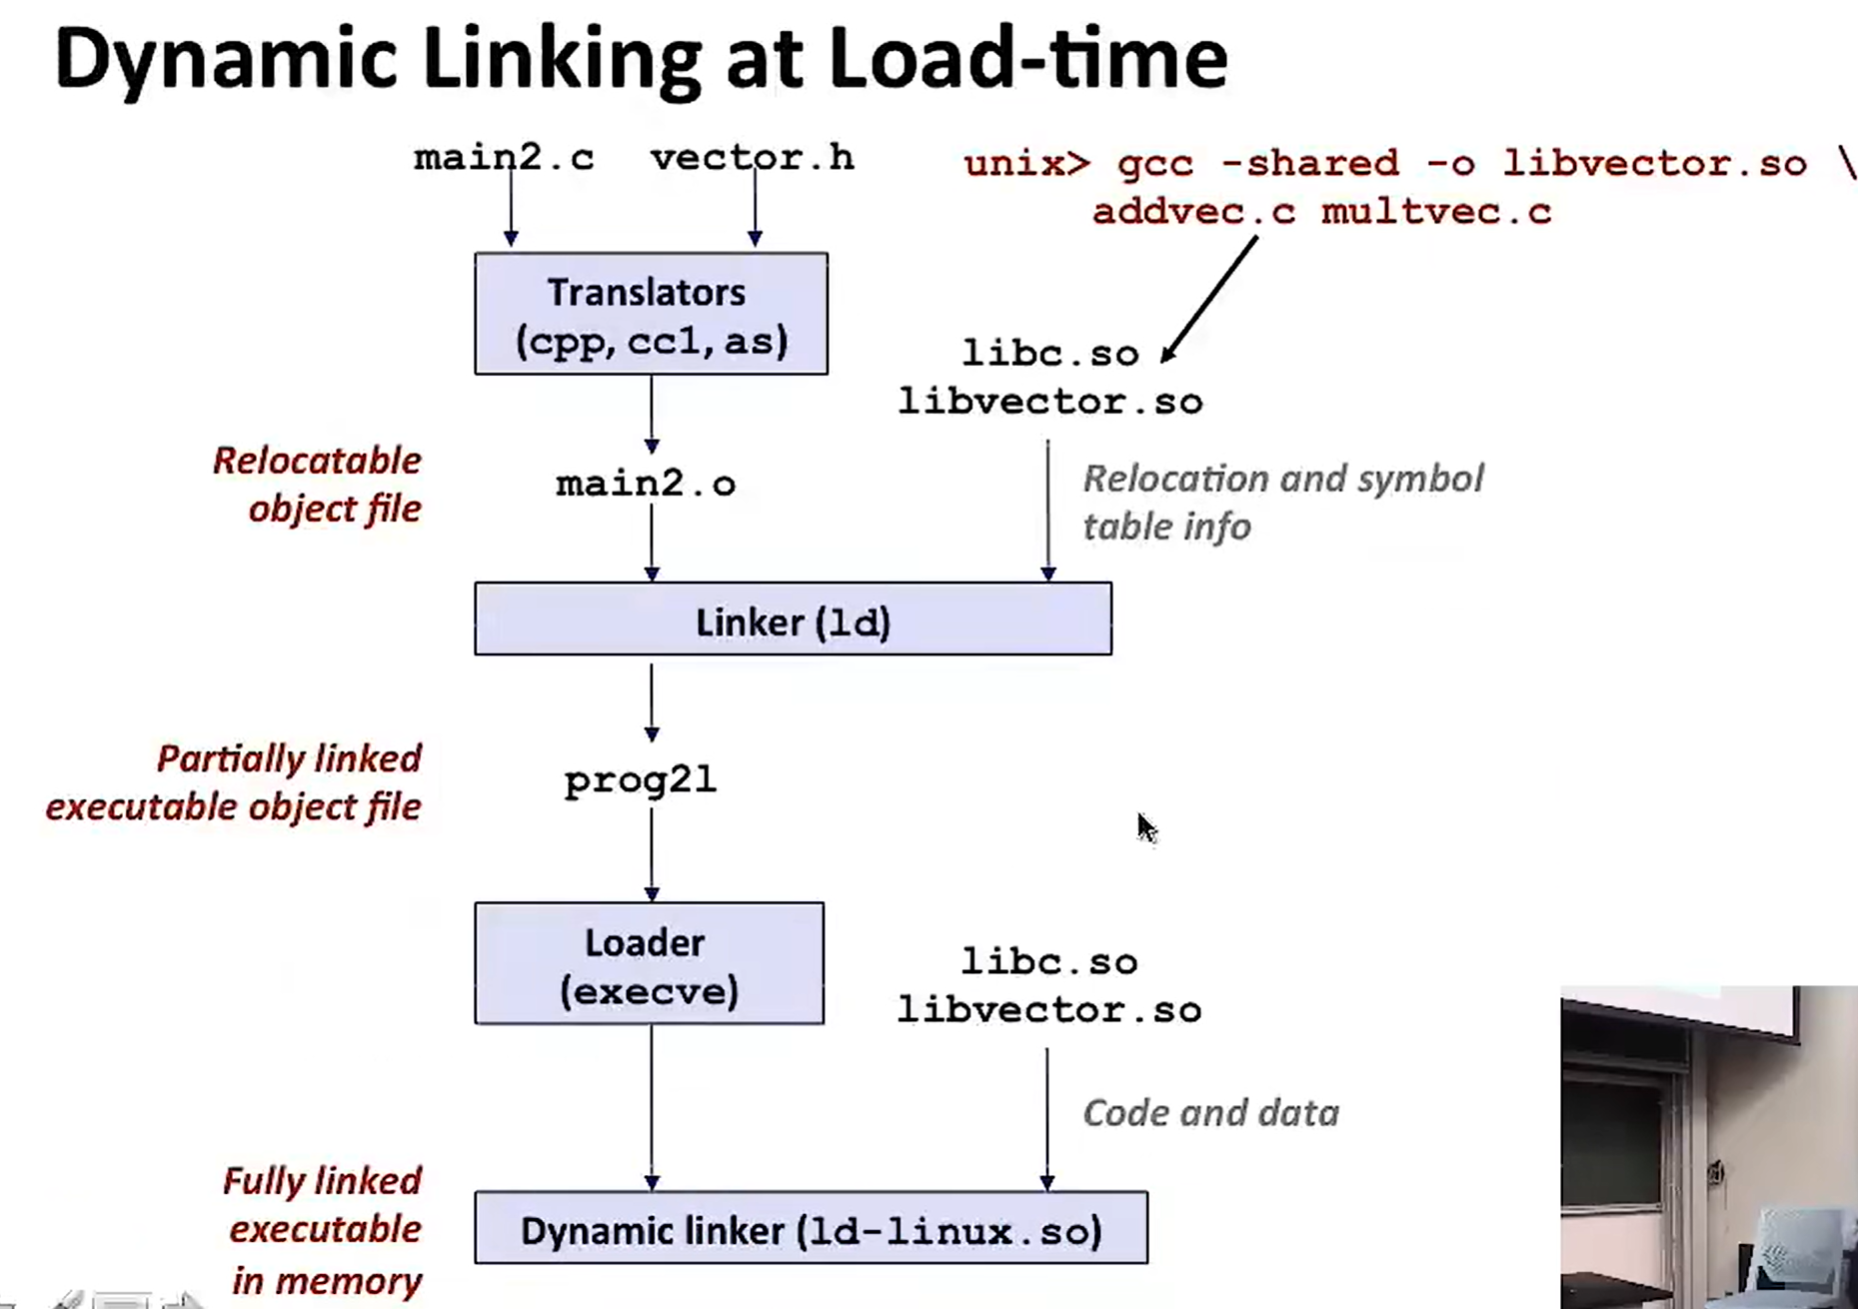 Dynamic Linking at Load-time
main2.c vector.h
unix> gcc -shared -o libvector.so \
addvec.c multvec.c
Translators
(cpp, cc1, as)
libc.so
libvector.so
Relocatable
object file
main2.o
Relocation and symbol
table info
Linker (ld)
Partially linked
executable object file
prog2l
Loader
(execve)
libc.so
libvector.so
Code and data
Fully linked
executable
in memory
Dynamic linker (ld-linux.so)